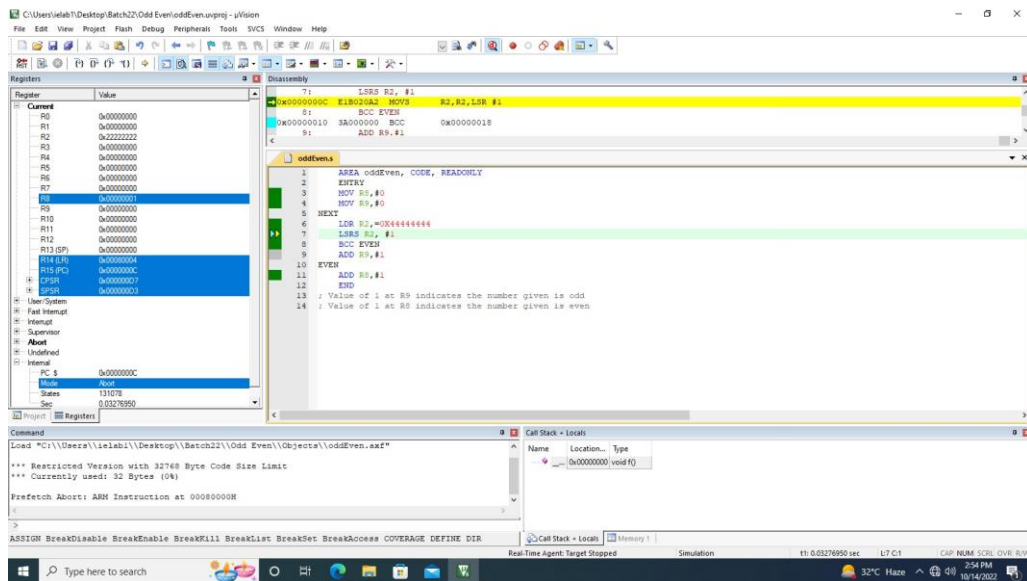 C:\Users\ielab1\Desktop\Batch22\Odd Even\oddEven.uvproj - µVision
File Edit View Project Flash Debug Peripherals Tools SVCS Window Help
Registers
Register Value
Current
R0 0x00000000
R1 0x00000000
R2 0x22222222
R3 0x00000000
R4 0x00000000
R5 0x00000000
R6 0x00000000
R7 0x00000000
R8 0x00000001
R9 0x00000000
R10 0x00000000
R11 0x00000000
R12 0x00000000
R13 (SP) 0x00000000
R14 (LR) 0x00080004
R15 (PC) 0x0000000C
CPSR 0x000000D7
SPSR 0x000000D3
User/System
Fast Interrupt
Interrupt
Supervisor
Abort
Undefined
Internal
PC $ 0x0000000C
Mode Abort
States 131078
Sec 0.03276950
Project Registers
Disassembly
7: LSRS R2, #1
0x0000000C E1B020A2 MOVS R2,R2,LSR #1
8: BCC EVEN
0x00000010 3A000000 BCC 0x00000018
9: ADD R9,#1
oddEven.s
1 AREA oddEven, CODE, READONLY
2 ENTRY
3 MOV R8,#0
4 MOV R9,#0
5 NEXT
6 LDR R2,=0X44444444
7 LSRS R2, #1
8 BCC EVEN
9 ADD R9,#1
10 EVEN
11 ADD R8,#1
12 END
13 ; Value of 1 at R9 indicates the number given is odd
14 ; Value of 1 at R8 indicates the number given is even
Command
Load "C:\\Users\\ielab1\\Desktop\\Batch22\\Odd Even\\Objects\\oddEven.axf"
*** Restricted Version with 32768 Byte Code Size Limit
*** Currently used: 32 Bytes (0%)
Prefetch Abort: ARM Instruction at 00080000H
>
ASSIGN BreakDisable BreakEnable BreakKill BreakList BreakSet BreakAccess COVERAGE DEFINE DIR
Call Stack + Locals
Name Location... Type
0x00000000 void f()
Call Stack + Locals Memory 1
Real-Time Agent: Target Stopped Simulation t1: 0.03276950 sec L:7 C:1 CAP NUM SCRL OVR R/W
Type here to search
32°C Haze
2:54 PM
10/14/2022